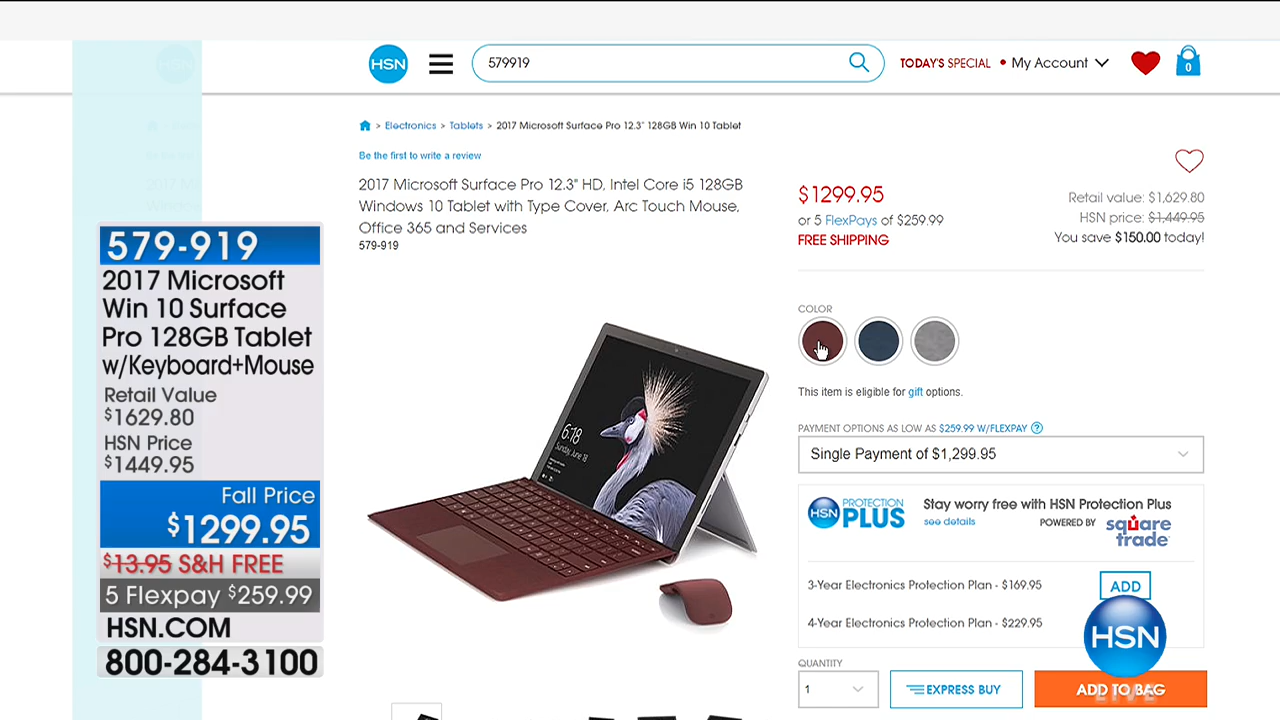 HSN
579919
TODAY'S SPECIAL • My Account
0
> Electronics > Tablets > 2017 Microsoft Surface Pro 12.3" 128GB Win 10 Tablet
Be the first to write a review
2017 Microsoft Surface Pro 12.3" HD, Intel Core i5 128GB
Windows 10 Tablet with Type Cover, Arc Touch Mouse,
Office 365 and Services
579-919
$1299.95
or 5 FlexPays of $259.99
FREE SHIPPING
Retail value: $1,629.80
HSN price: $1,449.95
You save $150.00 today!
COLOR
This item is eligible for gift options.
PAYMENT OPTIONS AS LOW AS $259.99 W/FLEXPAY ?
Single Payment of $1,299.95
HSN PROTECTION PLUS
Stay worry free with HSN Protection Plus
see details
POWERED BY square trade
3-Year Electronics Protection Plan - $169.95
ADD
4-Year Electronics Protection Plan - $229.95
QUANTITY
1
EXPRESS BUY
ADD TO BAG
HSN
LIVE
6:18
Sunday, June 18
579-919
2017 Microsoft
Win 10 Surface
Pro 128GB Tablet
w/Keyboard+Mouse
Retail Value
$1629.80
HSN Price
$1449.95
Fall Price
$1299.95
$13.95 S&H FREE
5 Flexpay $259.99
HSN.COM
800-284-3100